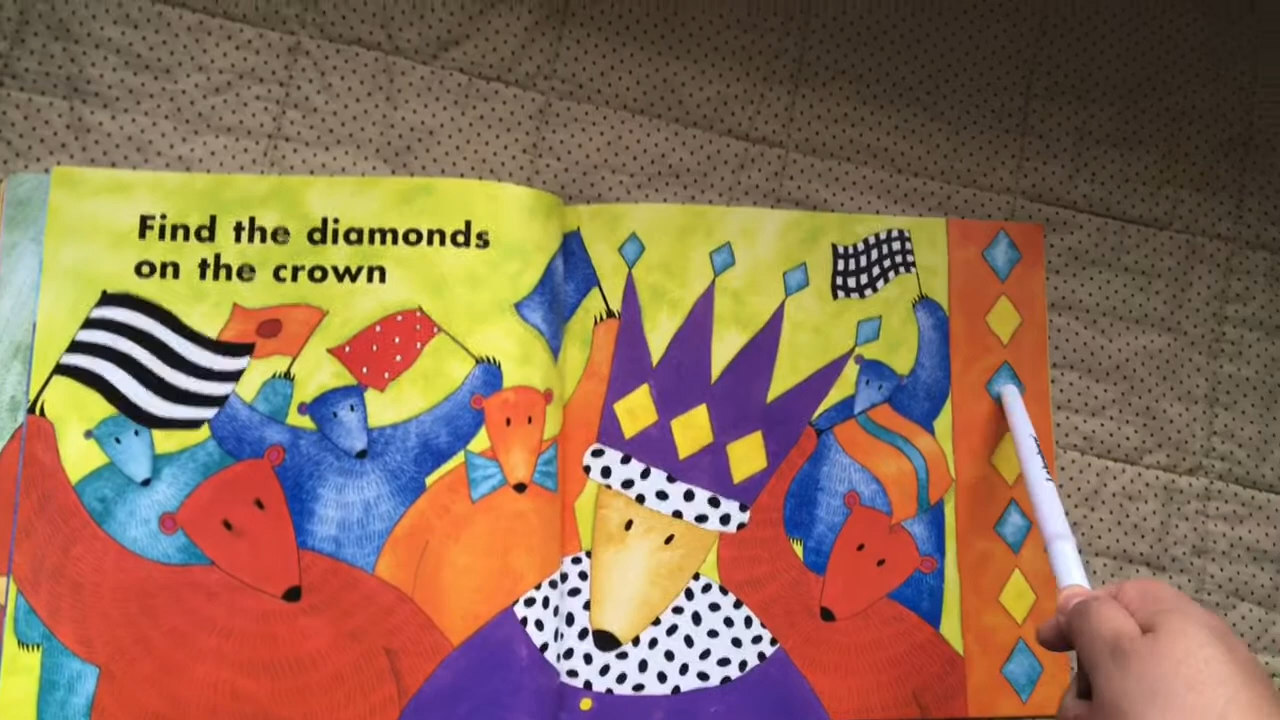 Find the diamonds
on the crown